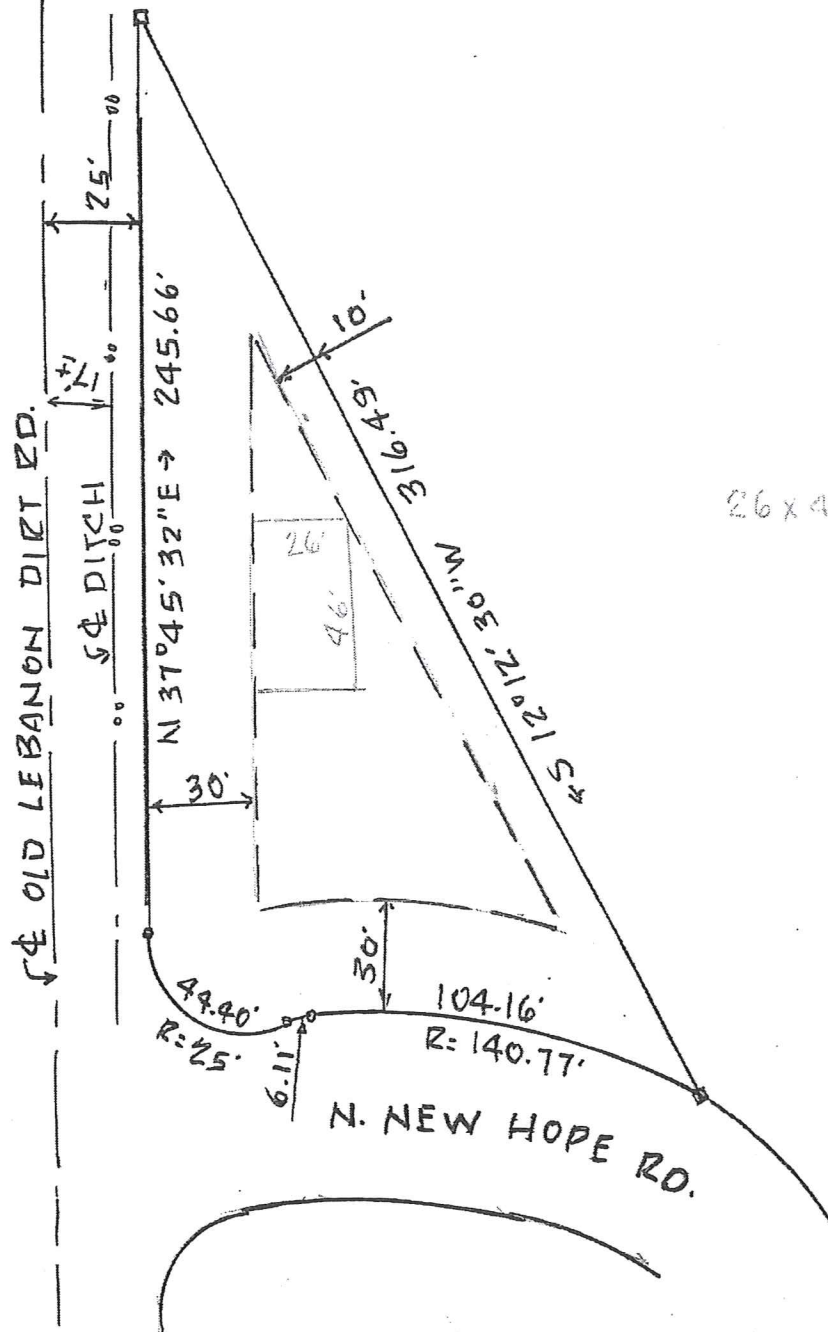 25'
17'±
℄ OLD LEBANON DIRT RD.
℄ DITCH
N 37°45'32"E → 245.66'
10'
316.49'
S 12°12'30"W
26'
46'
26 x 4
30'
30'
44.40'
R=25'
6.11'
104.16'
R= 140.77'
N. NEW HOPE RD.